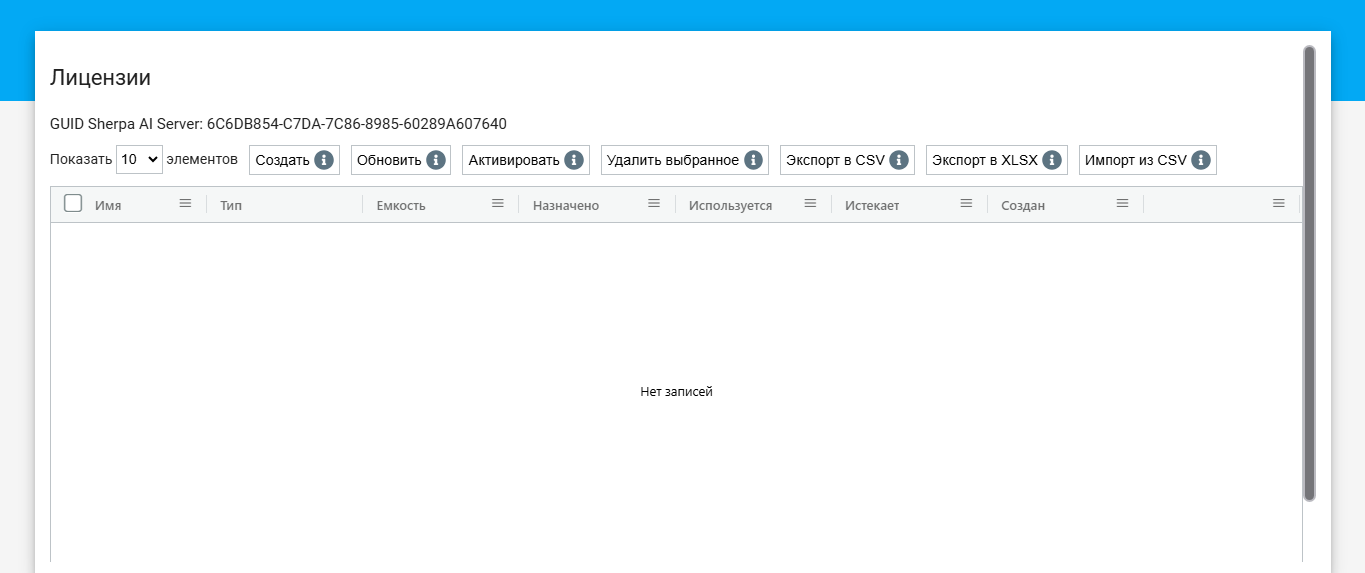 Лицензии
GUID Sherpa AI Server: 6C6DB854-C7DA-7C86-8985-60289A607640
Показать 10 элементов Создать Обновить Активировать Удалить выбранное Экспорт в CSV Экспорт в XLSX Импорт из CSV
Имя Тип Емкость Назначено Используется Истекает Создан
Нет записей